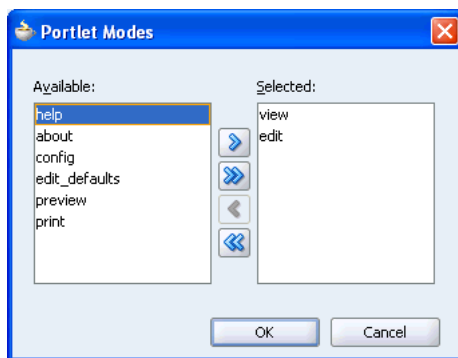 Portlet Modes
Available:
help
about
config
edit_defaults
preview
print
Selected:
view
edit
OK
Cancel